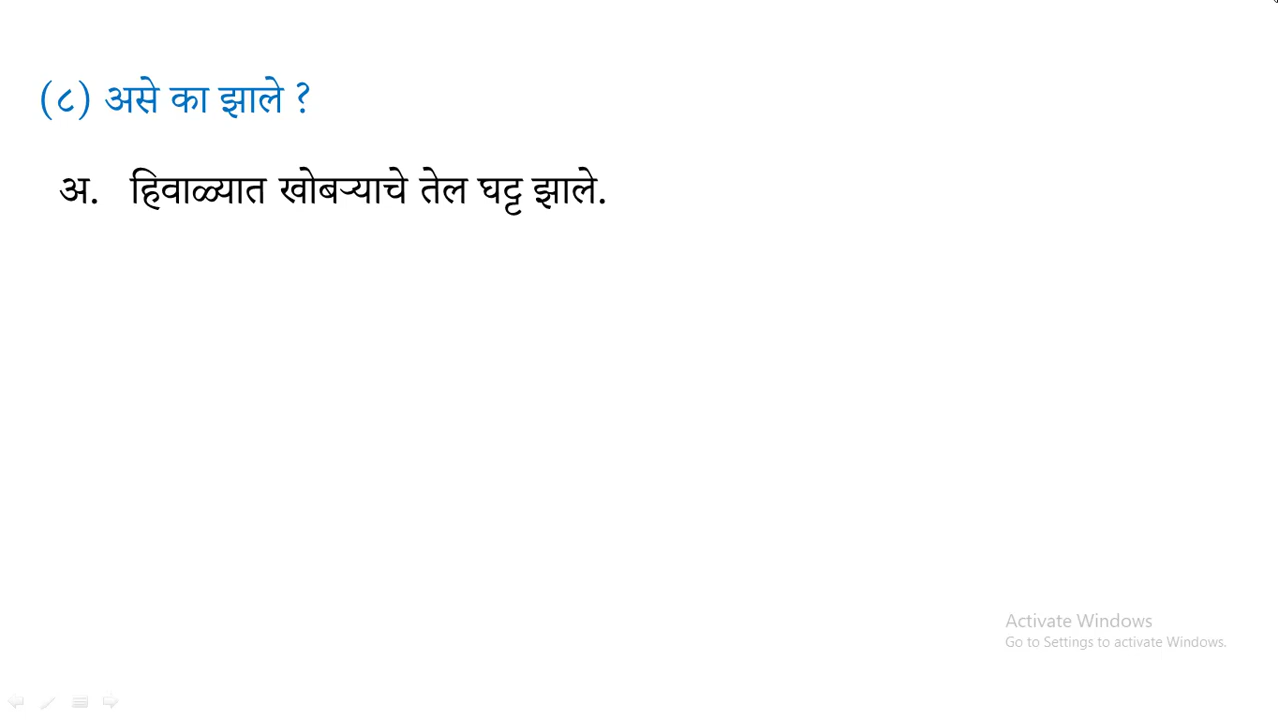 (८) असे का झाले ?
अ. हिवाळ्यात खोबऱ्याचे तेल घट्ट झाले.
Activate Windows
Go to Settings to activate Windows.